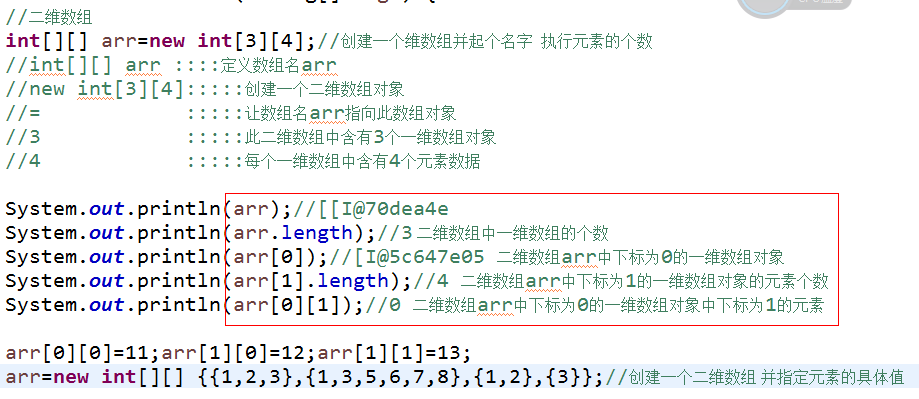 //二维数组
int[][] arr=new int[3][4];//创建一个维数组并起个名字 执行元素的个数
//int[][] arr ::::定义数组名arr
//new int[3][4]:::::创建一个二维数组对象
//= :::::让数组名arr指向此数组对象
//3 :::::此二维数组中含有3个一维数组对象
//4 :::::每个一维数组中含有4个元素数据
System.out.println(arr);//[[I@70dea4e
System.out.println(arr.length);//3 二维数组中一维数组的个数
System.out.println(arr[0]);//[I@5c647e05 二维数组arr中下标为0的一维数组对象
System.out.println(arr[1].length);//4 二维数组arr中下标为1的一维数组对象的元素个数
System.out.println(arr[0][1]);//0 二维数组arr中下标为0的一维数组对象中下标为1的元素
arr[0][0]=11;arr[1][0]=12;arr[1][1]=13;
arr=new int[][] {{1,2,3},{1,3,5,6,7,8},{1,2},{3}};//创建一个二维数组 并指定元素的具体值